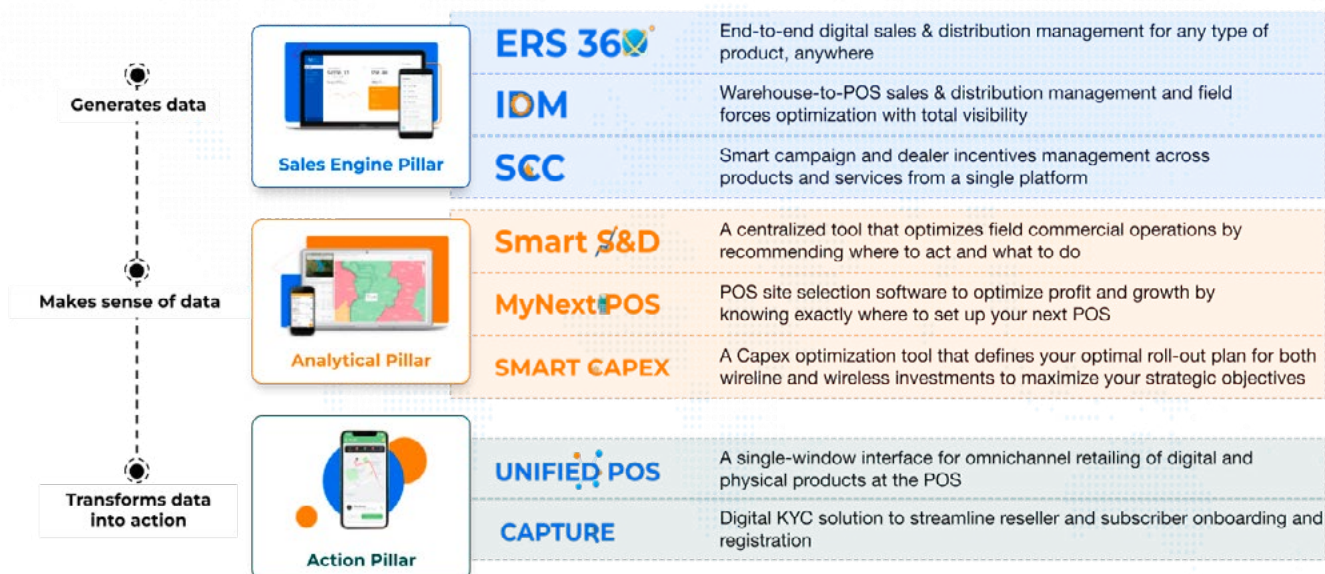 Generates data
Sales Engine Pillar
ERS 360
End-to-end digital sales & distribution management for any type of
product, anywhere
IDM
Warehouse-to-POS sales & distribution management and field
forces optimization with total visibility
SCC
Smart campaign and dealer incentives management across
products and services from a single platform
Makes sense of data
Analytical Pillar
Smart S&D
A centralized tool that optimizes field commercial operations by
recommending where to act and what to do
MyNext POS
POS site selection software to optimize profit and growth by
knowing exactly where to set up your next POS
SMART CAPEX
A Capex optimization tool that defines your optimal roll-out plan for both
wireline and wireless investments to maximize your strategic objectives
Transforms data
into action
Action Pillar
UNIFIED POS
A single-window interface for omnichannel retailing of digital and
physical products at the POS
CAPTURE
Digital KYC solution to streamline reseller and subscriber onboarding and
registration